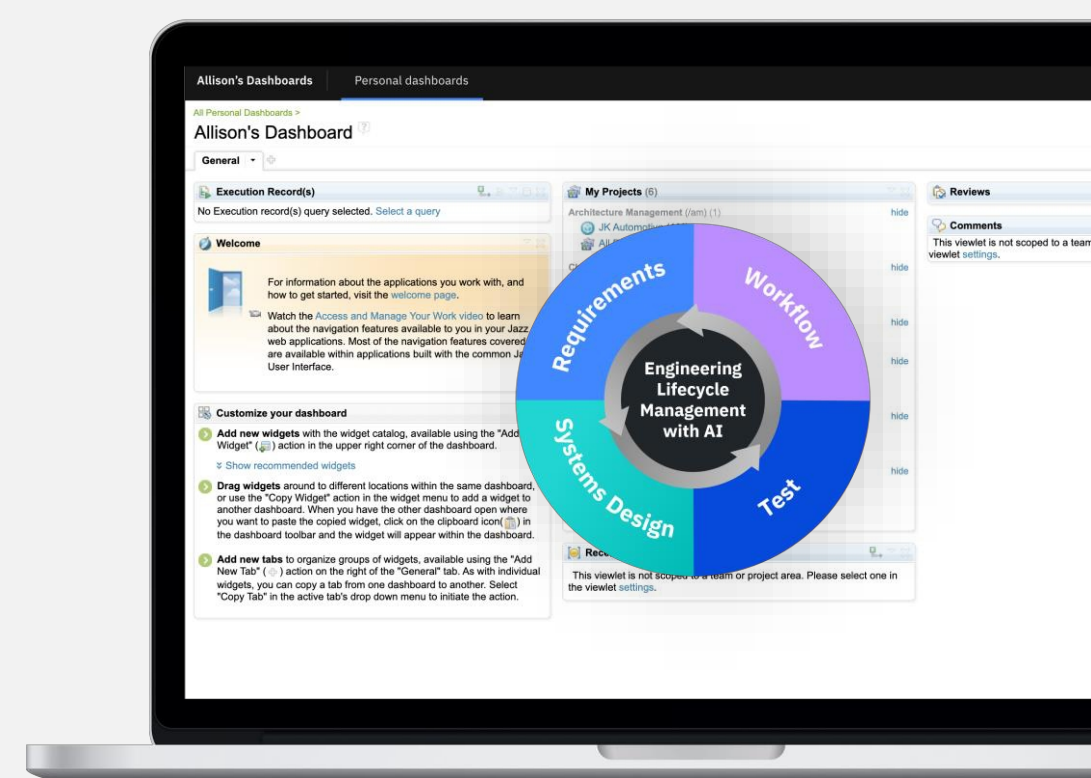 Allison's Dashboards
Personal dashboards
All Personal Dashboards >
Allison's Dashboard ?
General
Execution Record(s)
No Execution record(s) query selected. Select a query
Welcome
For information about the applications you work with, and
how to get started, visit the welcome page.
Watch the Access and Manage Your Work video to learn
about the navigation features available to you in your Jazz
web applications. Most of the navigation features covered
are available within applications built with the common
User Interface.
Customize your dashboard
Add new widgets with the widget catalog, available using the "Add
Widget" ( ) action in the upper right corner of the dashboard.
Show recommended widgets
Drag widgets around to different locations within the same dashboard,
or use the "Copy Widget" action in the widget menu to add a widget to
another dashboard. When you have the other dashboard open where
you want to paste the copied widget, click on the clipboard icon( ) in
the dashboard toolbar and the widget will appear within the dashboard.
Add new tabs to organize groups of widgets, available using the "Add
New Tab" ( ) action on the right of the "General" tab. As with individual
widgets, you can copy a tab from one dashboard to another. Select
"Copy Tab" in the active tab's drop down menu to initiate the action.
My Projects (6)
Architecture Management (/am) (1)
hide
JK
hide
hide
hide
hide
hide
Requirements
Workflow
Systems Design
Test
Engineering
Lifecycle
Management
with AI
This viewlet is not scoped to a team or project area. Please select one in
the viewlet settings.
Reviews
Comments
This viewlet is not scoped to a team
viewlet settings.